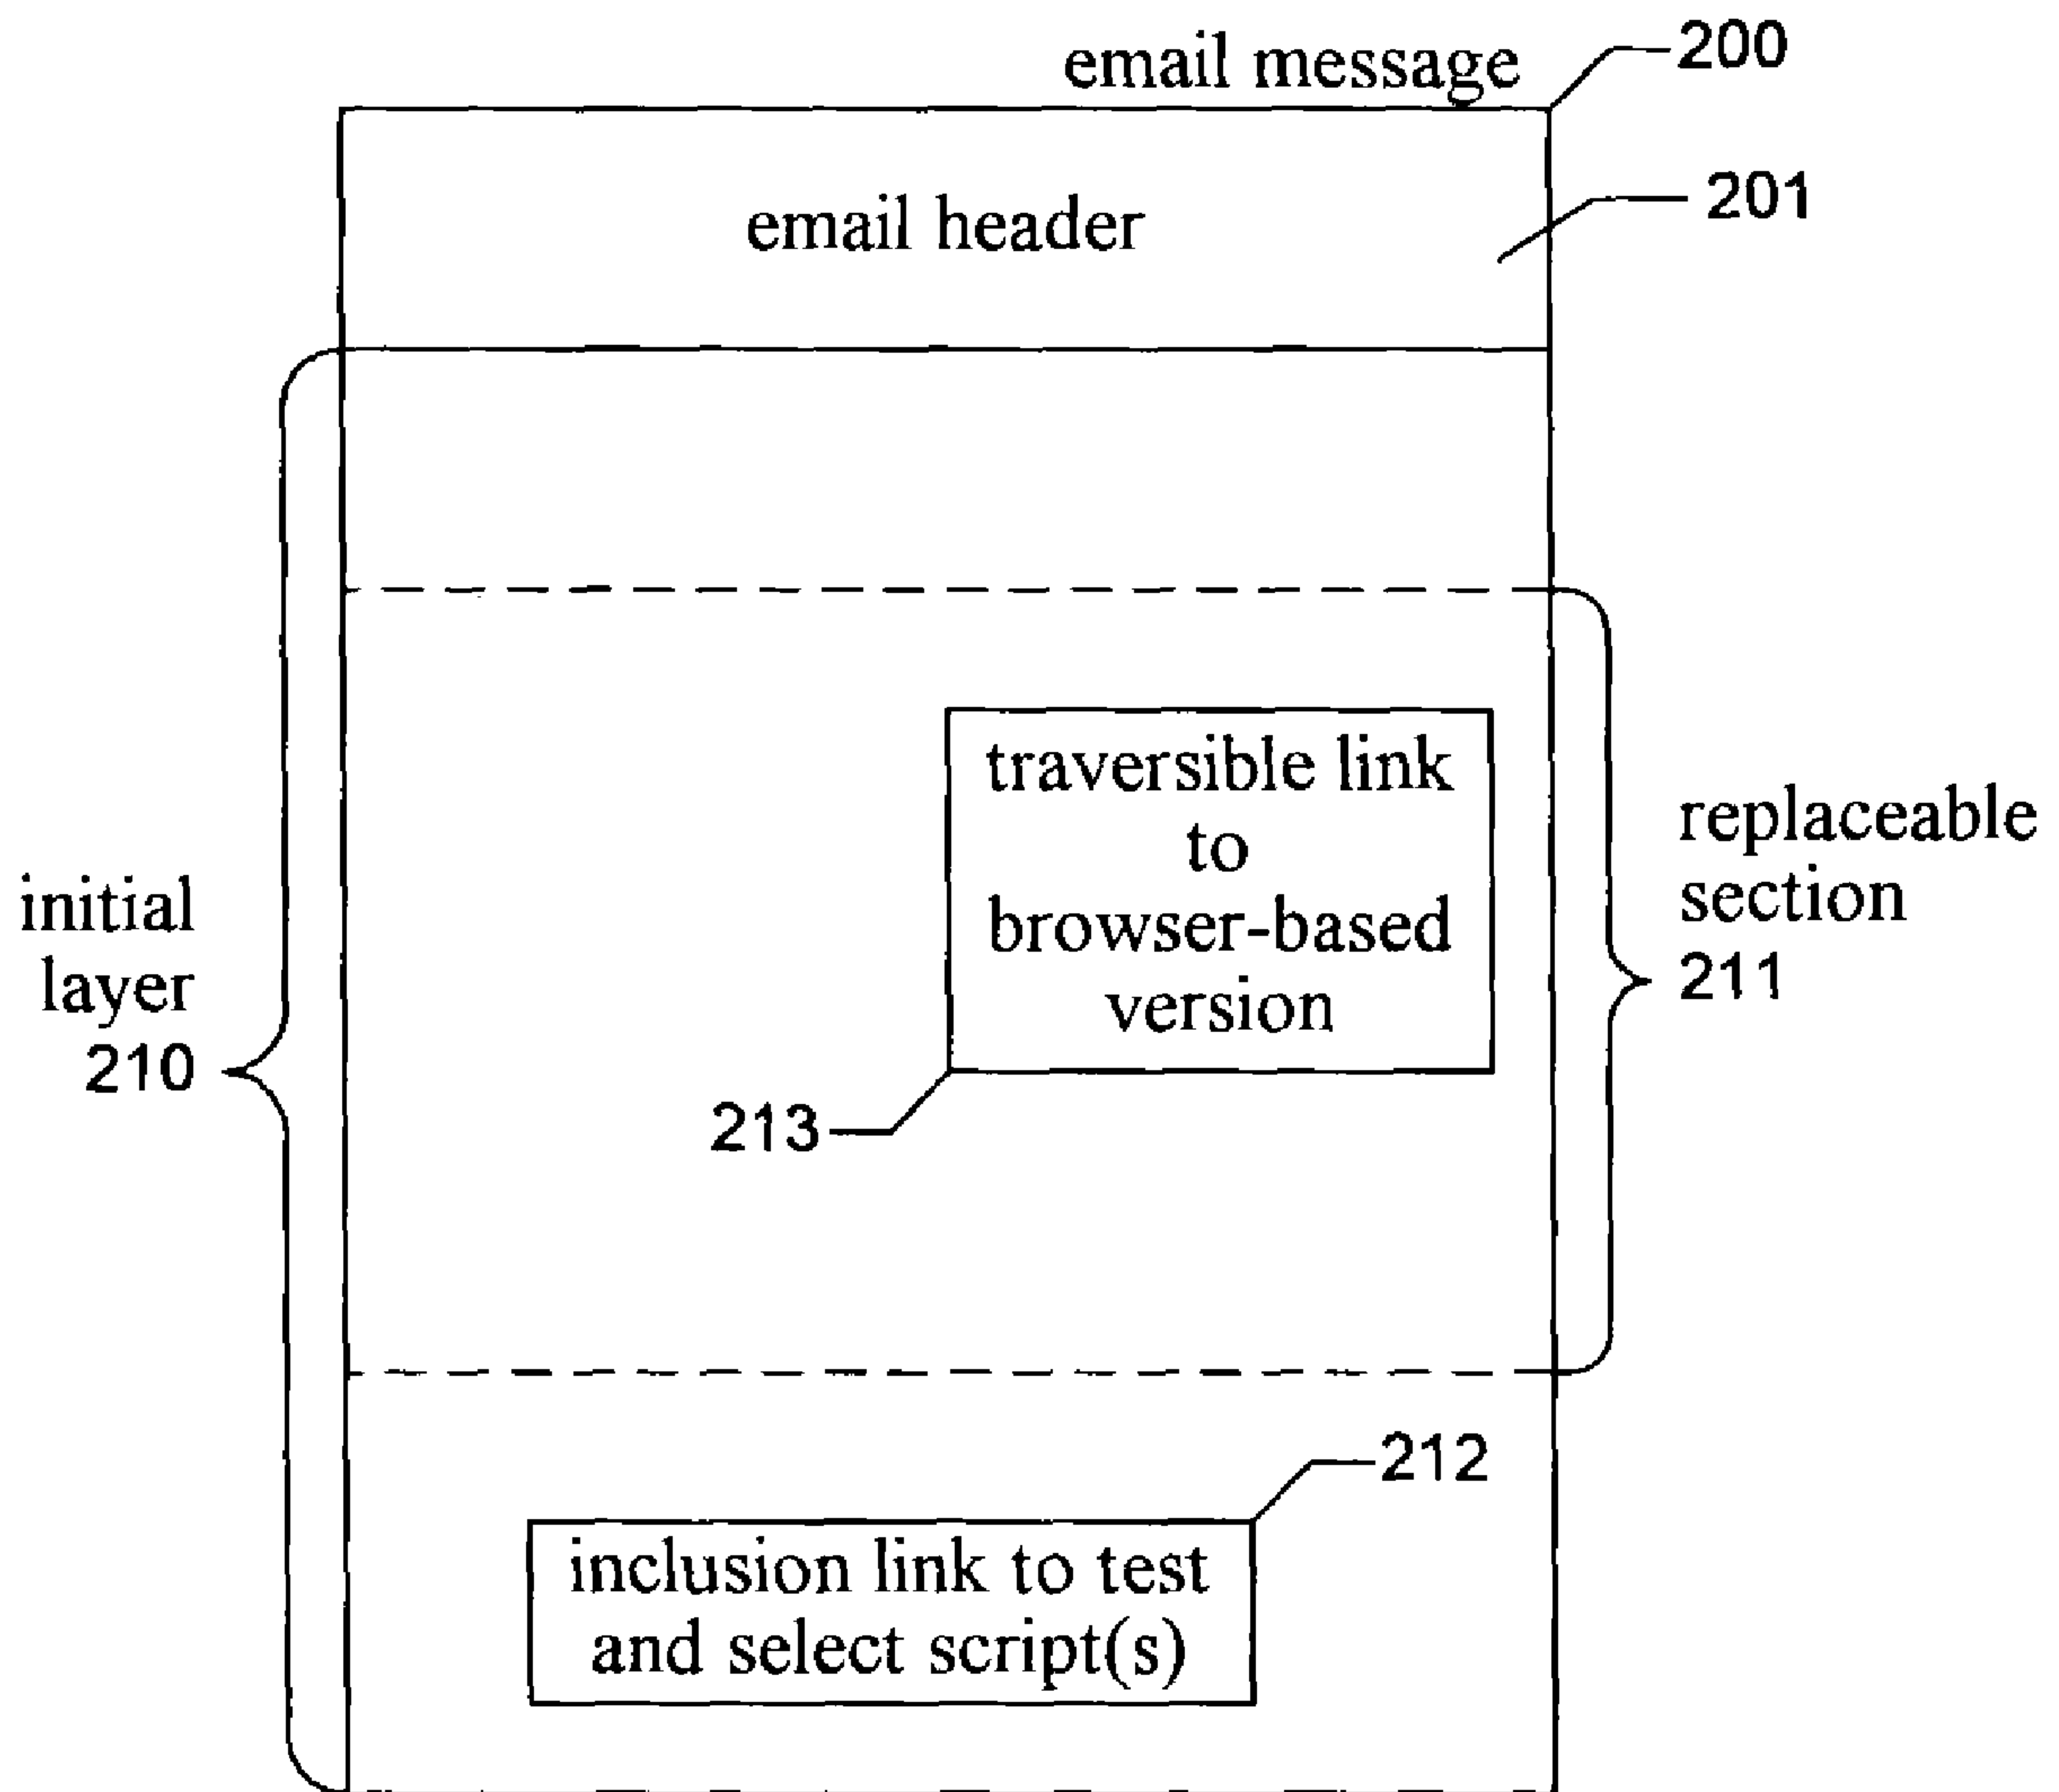 email message
200
email header
201
traversible link
to
browser-based
version
213
initial
layer
210
replaceable
section
211
212
inclusion link to test
and select script(s)